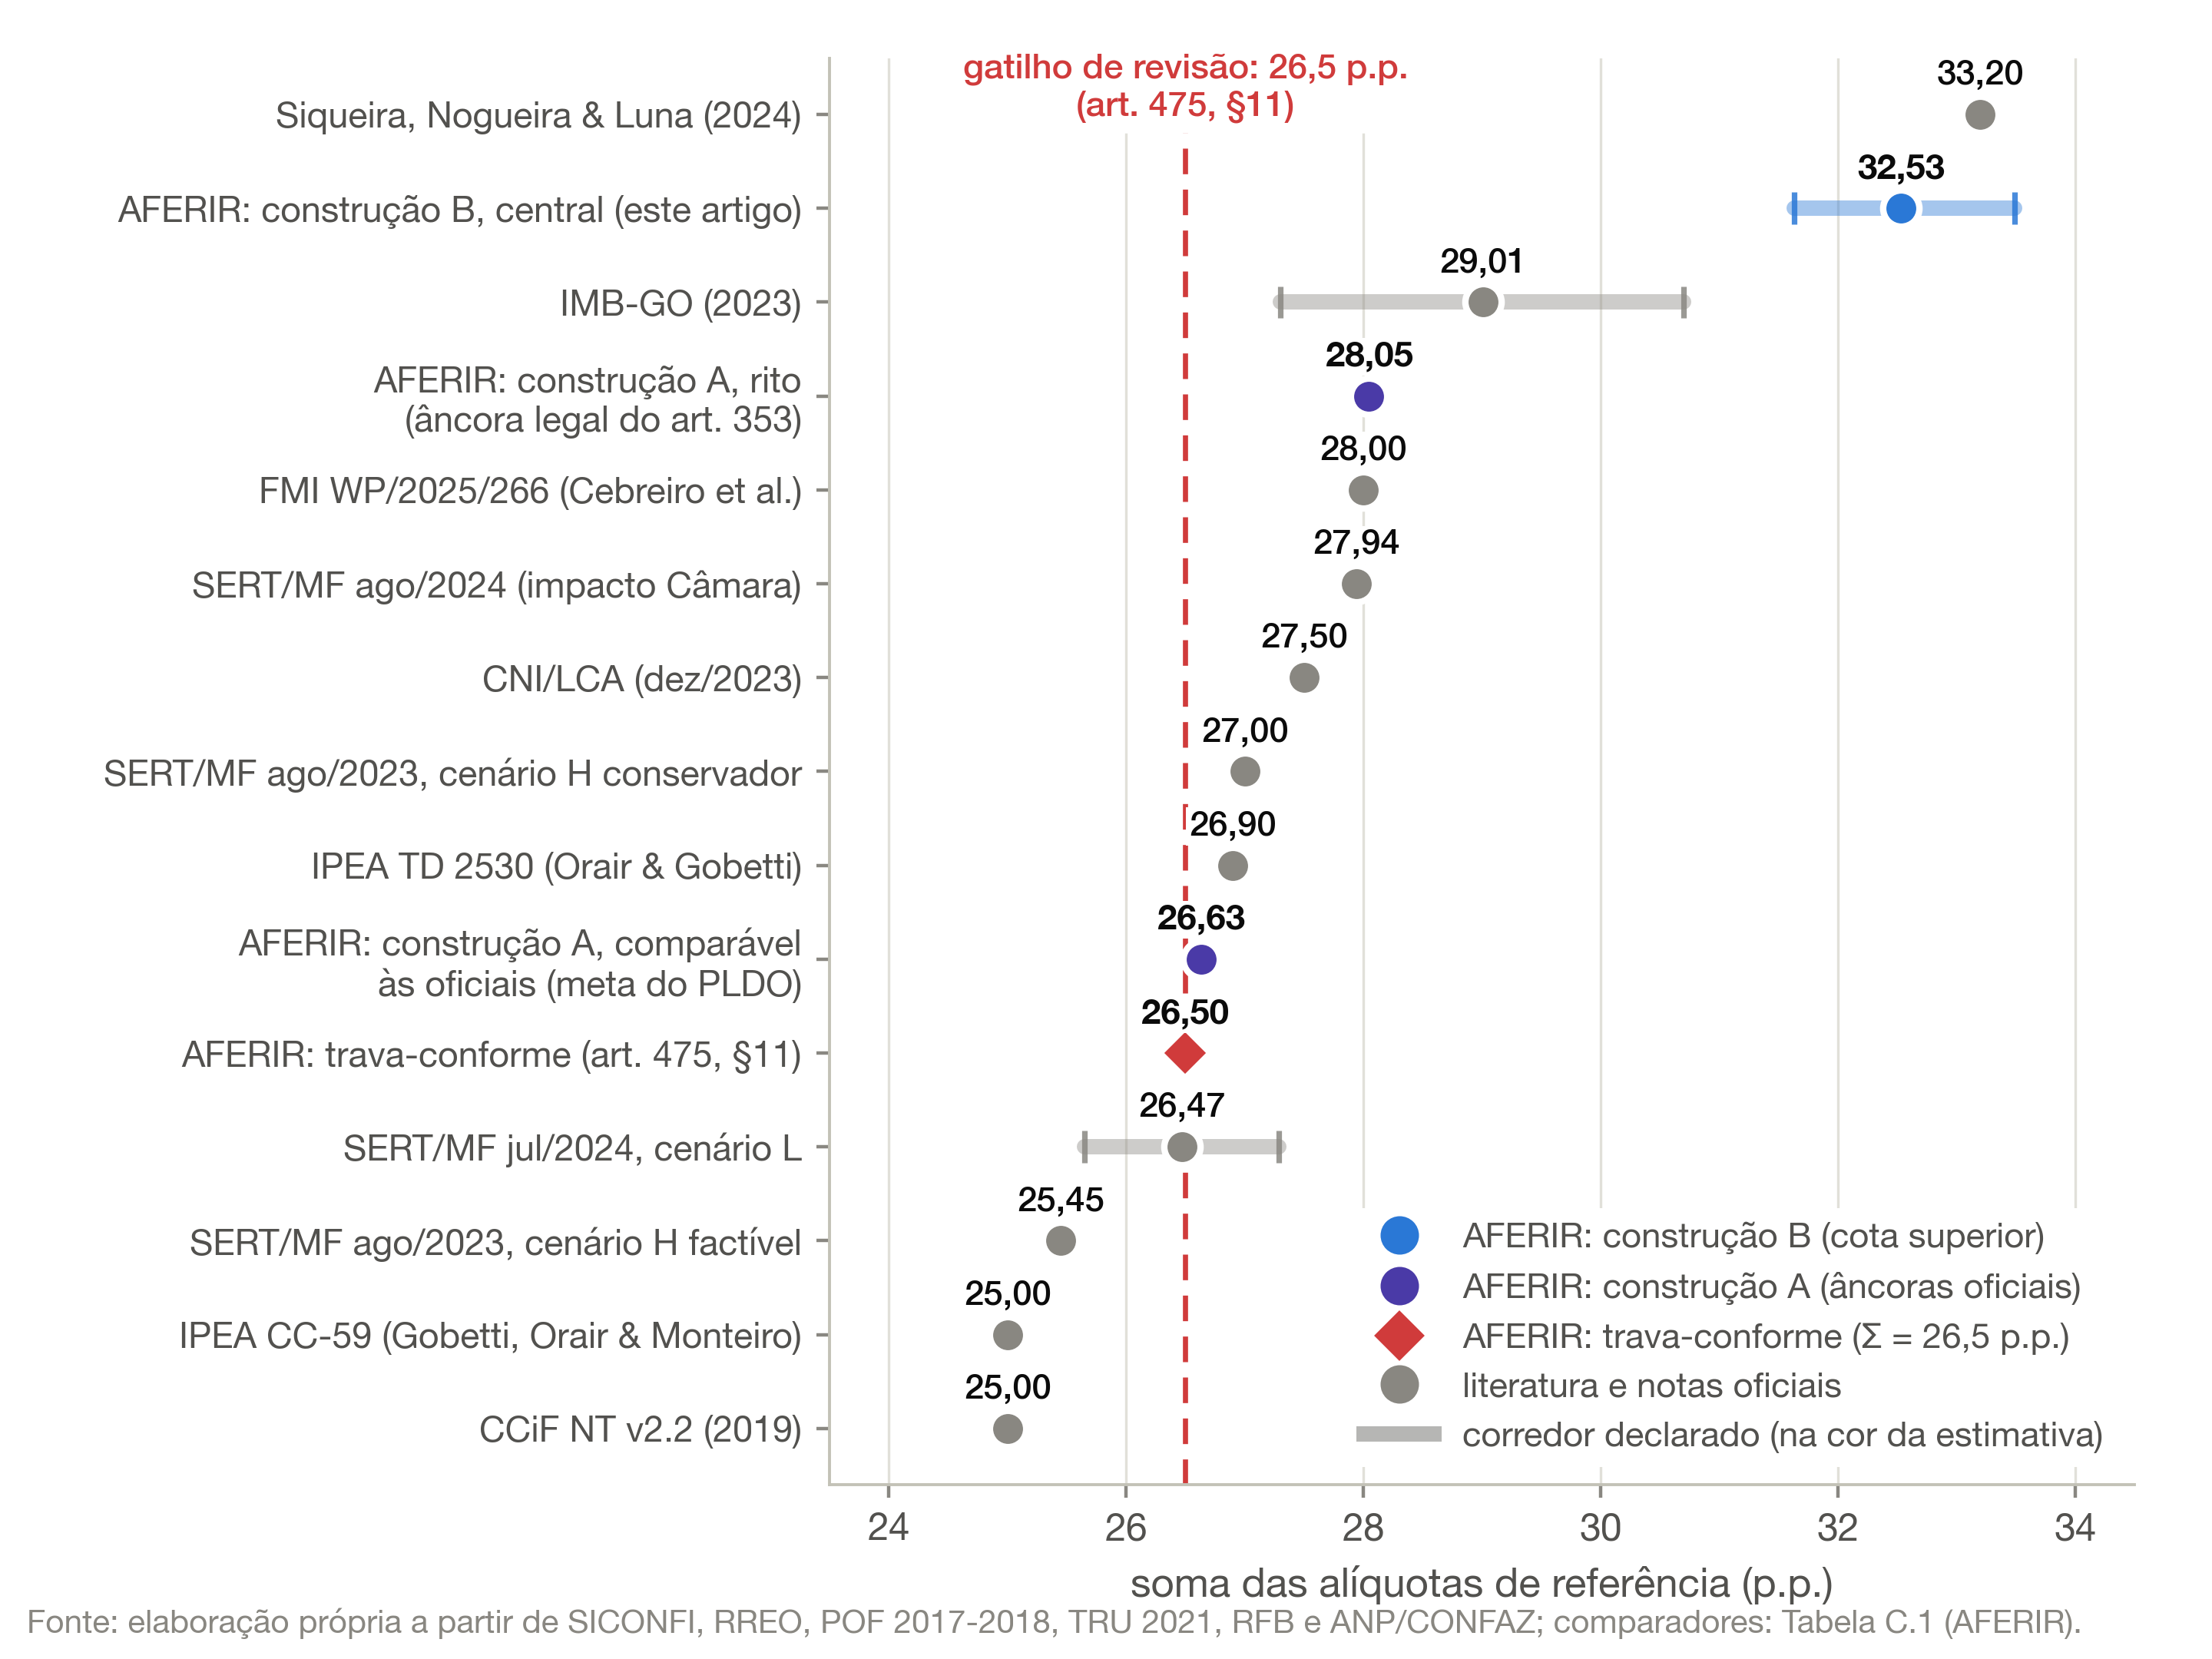 gatilho de revisão: 26,5 p.p.
(art. 475, §11)
Siqueira, Nogueira & Luna (2024)
33,20
AFERIR: construção B, central (este artigo)
32,53
IMB-GO (2023)
29,01
AFERIR: construção A, rito
(âncora legal do art. 353)
28,05
FMI WP/2025/266 (Cebreiro et al.)
28,00
SERT/MF ago/2024 (impacto Câmara)
27,94
CNI/LCA (dez/2023)
27,50
SERT/MF ago/2023, cenário H conservador
27,00
IPEA TD 2530 (Orair & Gobetti)
26,90
AFERIR: construção A, comparável
às oficiais (meta do PLDO)
26,63
AFERIR: trava-conforme (art. 475, §11)
26,50
SERT/MF jul/2024, cenário L
26,47
SERT/MF ago/2023, cenário H factível
25,45
IPEA CC-59 (Gobetti, Orair & Monteiro)
25,00
CCiF NT v2.2 (2019)
25,00
AFERIR: construção B (cota superior)
AFERIR: construção A (âncoras oficiais)
AFERIR: trava-conforme (Σ = 26,5 p.p.)
literatura e notas oficiais
corredor declarado (na cor da estimativa)
24 26 28 30 32 34
soma das alíquotas de referência (p.p.)
Fonte: elaboração própria a partir de SICONFI, RREO, POF 2017-2018, TRU 2021, RFB e ANP/CONFAZ; comparadores: Tabela C.1 (AFERIR).